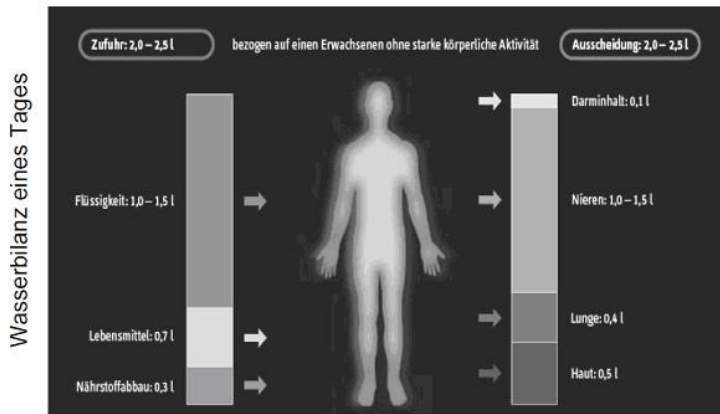 Wasserbilanz eines Tages
Zufuhr: 2,0 – 2,5 l
bezogen auf einen Erwachsenen ohne starke körperliche Aktivität
Ausscheidung: 2,0 – 2,5 l
Flüssigkeit: 1,0 – 1,5 l
Lebensmittel: 0,7 l
Nährstoffabbau: 0,3 l
Darminhalt: 0,1 l
Nieren: 1,0 – 1,5 l
Lunge: 0,4 l
Haut: 0,5 l